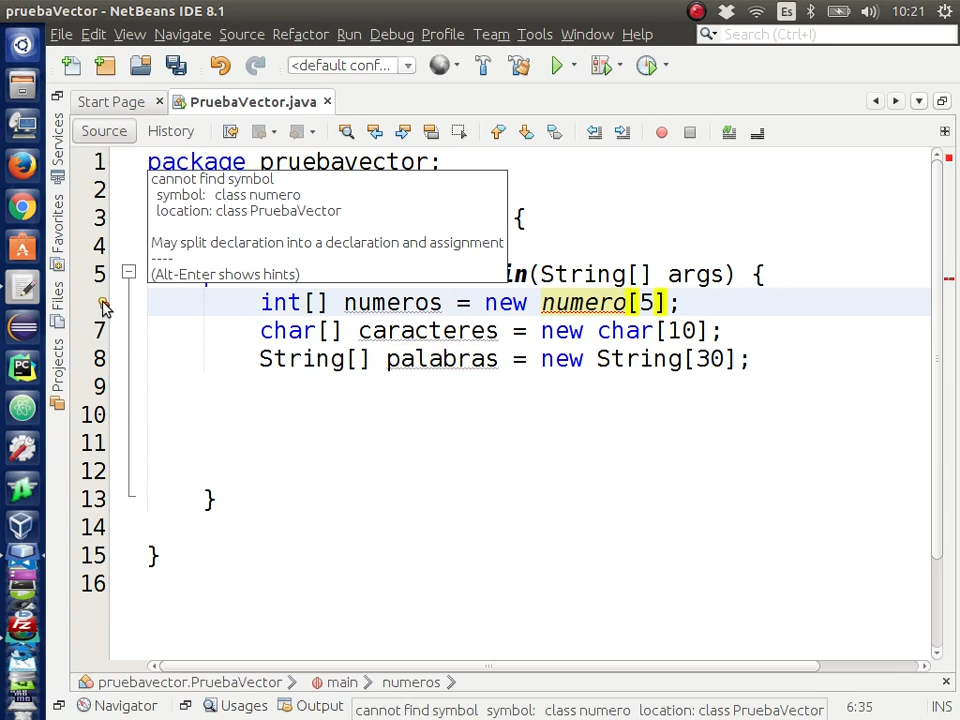 pruebaVector - NetBeans IDE 8.1
Es
10:21
File Edit View Navigate Source Refactor Run Debug Profile Team Tools Window Help
Search (Ctrl+I)
<default conf...
Start Page
PruebaVector.java
Source History
Services
Favorites
Files
Projects
1 package pruebavector;
cannot find symbol
symbol: class numero
location: class PruebaVector
May split declaration into a declaration and assignment
----
(Alt-Enter shows hints)
2
3 {
4
5 in(String[] args) {
int[] numeros = new numero[5];
7 char[] caracteres = new char[10];
8 String[] palabras = new String[30];
9
10
11
12
13 }
14
15 }
16
pruebavector.PruebaVector
main
numeros
Navigator
Usages
Output
cannot find symbol symbol: class numero location: class PruebaVector
6:35
INS